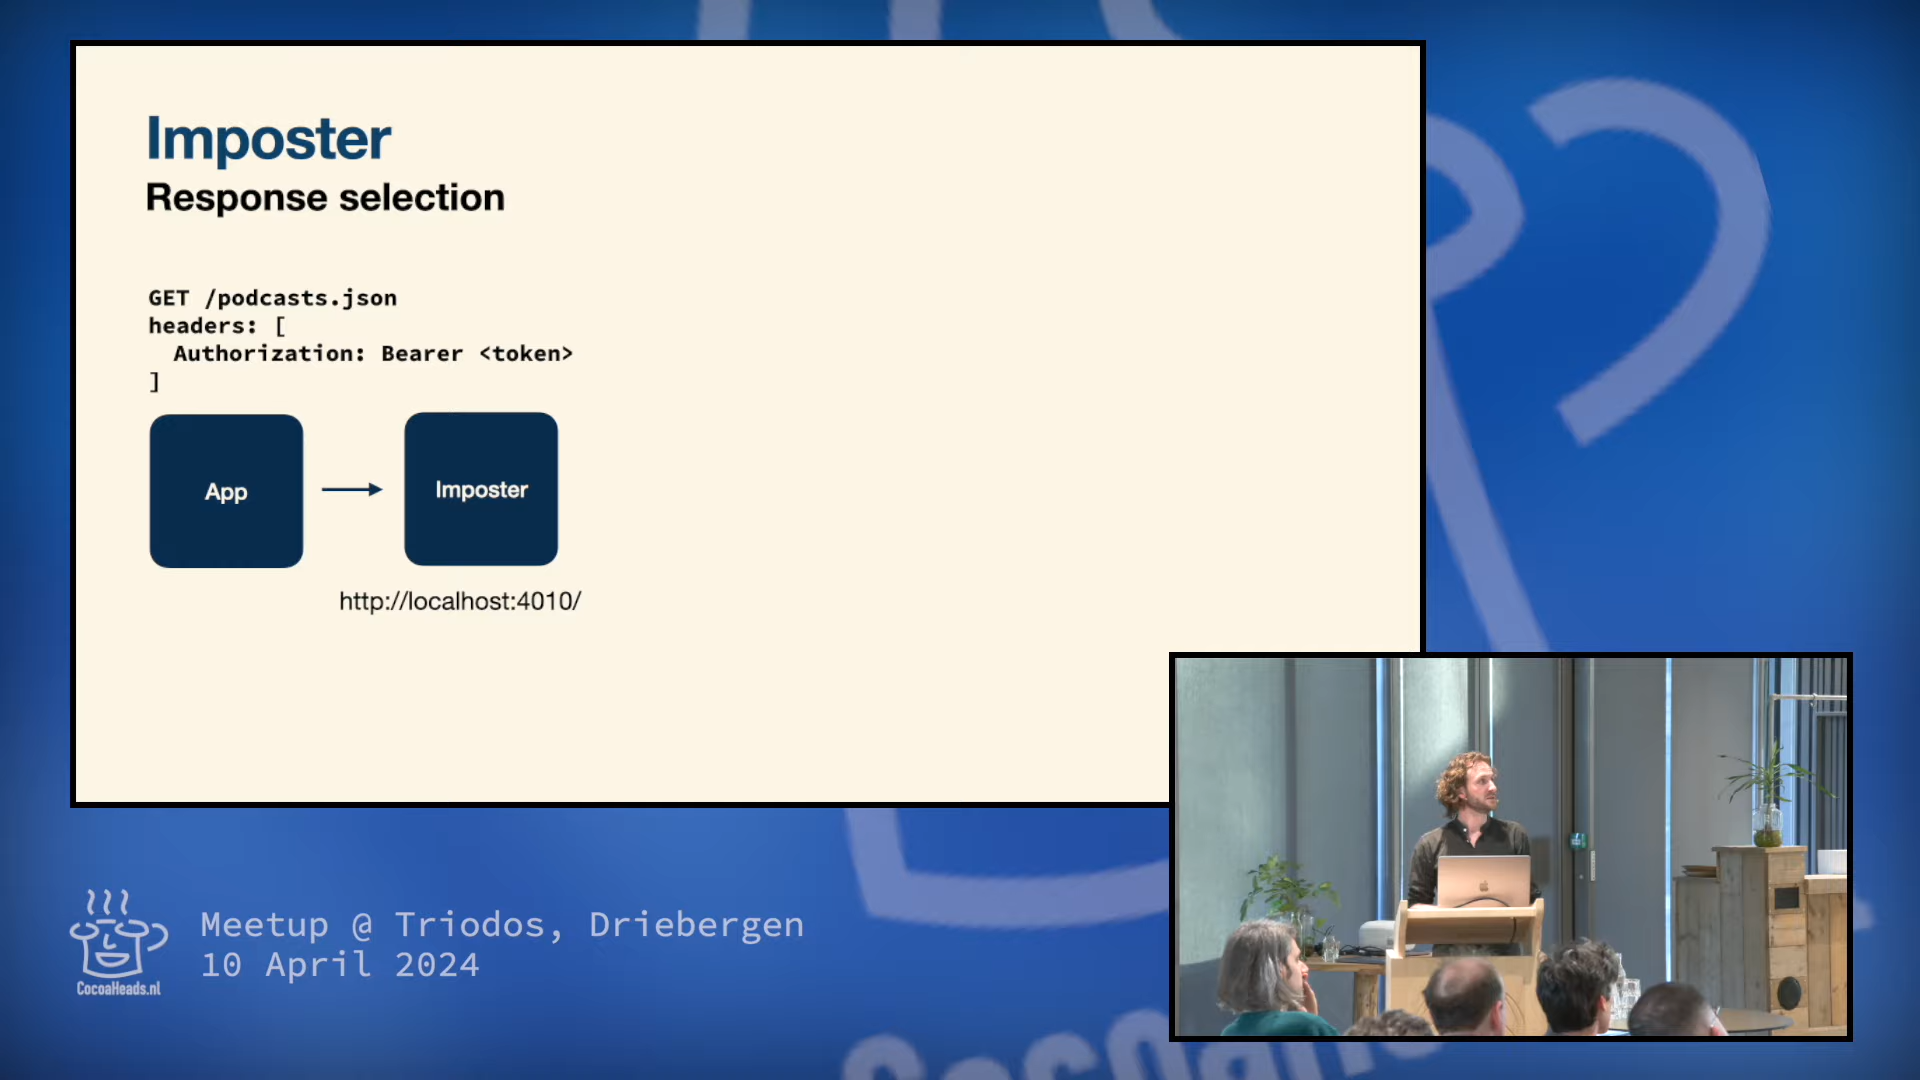 Imposter
Response selection
GET /podcasts.json
headers: [
Authorization: Bearer <token>
]
App
Imposter
http://localhost:4010/
Meetup @ Triodos, Driebergen
10 April 2024
CocoaHeads.nl